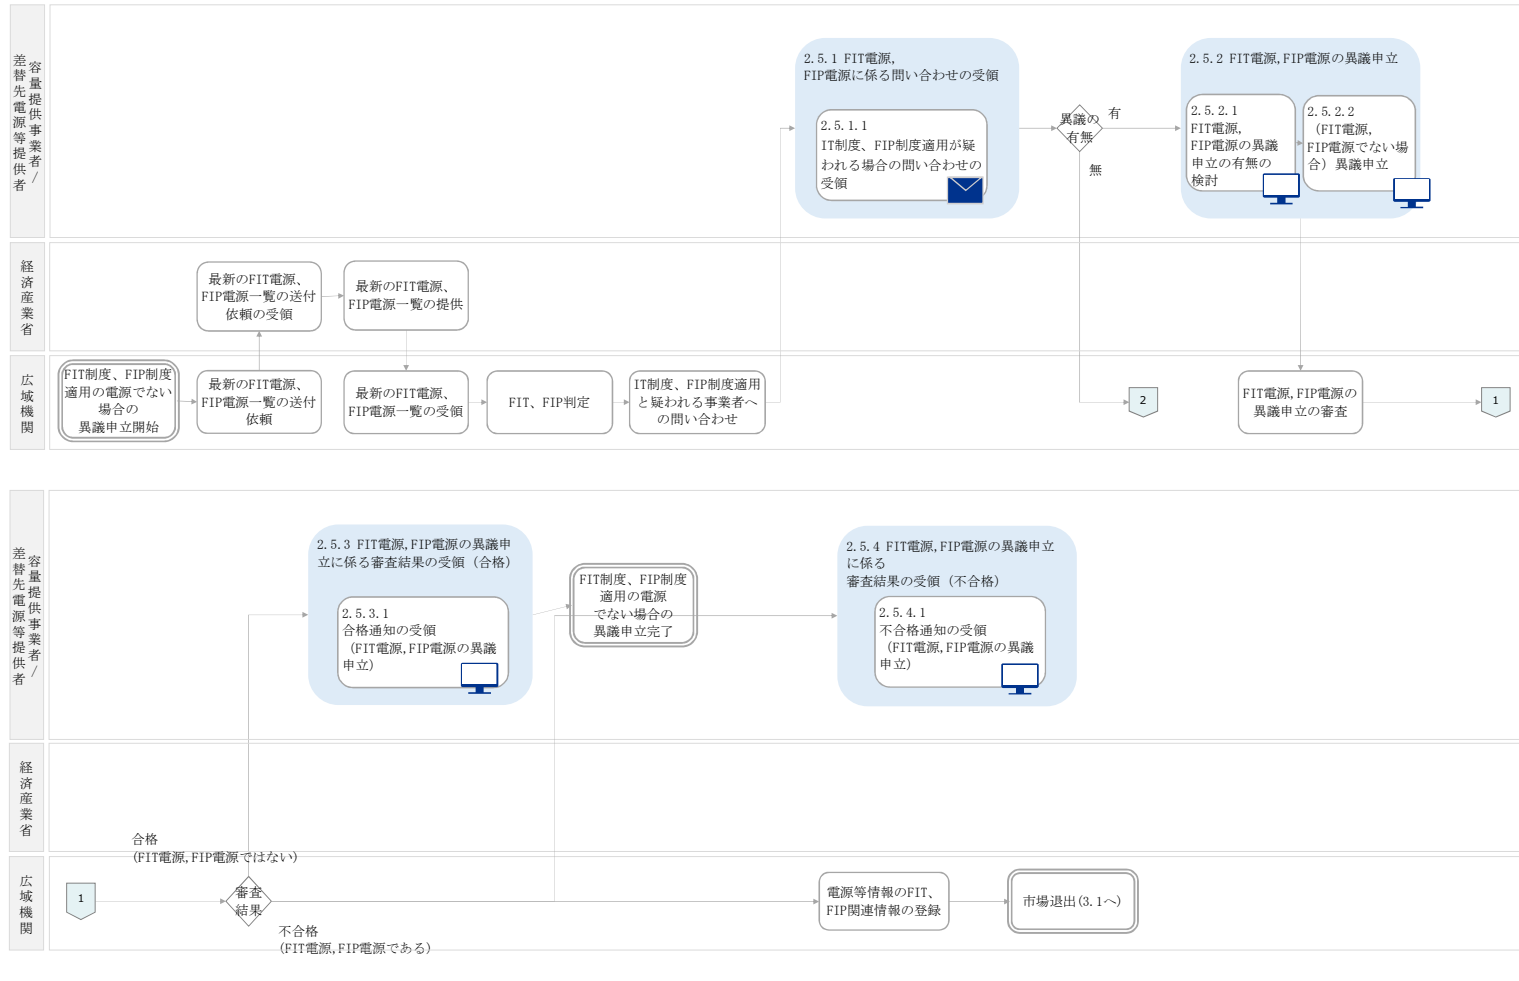 容量提供事業者/
差替先電源等提供者
2.5.1 FIT電源,
FIP電源に係る問い合わせの受領
2.5.1.1
IT制度、FIP制度適用が疑
われる場合の問い合わせの
受領
異議の
有無
有
無
2.5.2 FIT電源,FIP電源の異議申立
2.5.2.1
FIT電源,
FIP電源の異議
申立の有無の
検討
2.5.2.2
（FIT電源,
FIP電源でない場
合）異議申立
経済産業省
最新のFIT電源、
FIP電源一覧の送付
依頼の受領
最新のFIT電源、
FIP電源一覧の提供
広域機関
FIT制度、FIP制度
適用の電源でない
場合の
異議申立開始
最新のFIT電源、
FIP電源一覧の送付
依頼
最新のFIT電源、
FIP電源一覧の受領
FIT、FIP判定
IT制度、FIP制度適用
と疑われる事業者へ
の問い合わせ
2
FIT電源,FIP電源の
異議申立の審査
1
容量提供事業者/
差替先電源等提供者
2.5.3 FIT電源,FIP電源の異議申
立に係る審査結果の受領（合格）
2.5.3.1
合格通知の受領
（FIT電源,FIP電源の異議
申立）
FIT制度、FIP制度
適用の電源
でない場合の
異議申立完了
2.5.4 FIT電源,FIP電源の異議申立
に係る
審査結果の受領（不合格）
2.5.4.1
不合格通知の受領
（FIT電源,FIP電源の異議
申立）
経済産業省
合格
(FIT電源,FIP電源ではない)
広域機関
1
審査
結果
不合格
(FIT電源,FIP電源である)
電源等情報のFIT、
FIP関連情報の登録
市場退出(3.1へ)